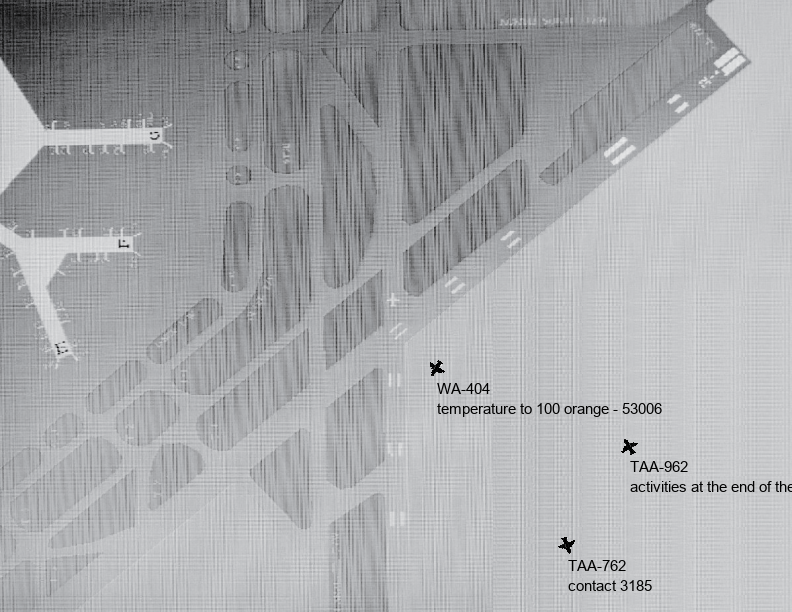 G
F
E
WA-404
temperature to 100 orange - 53006
TAA-962
activities at the end of the
TAA-762
contact 3185